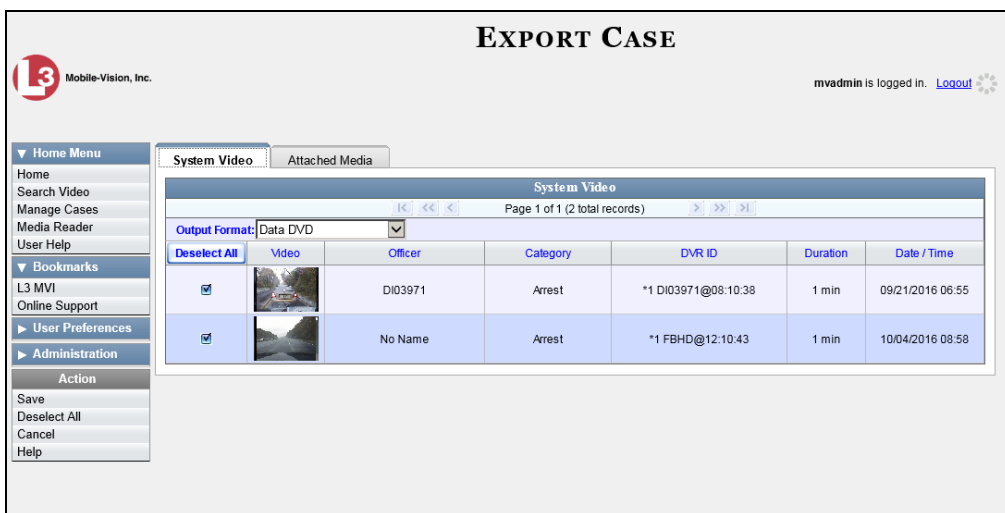 EXPORT CASE
L3 Mobile-Vision, Inc.
mvadmin is logged in. Logout
▼ Home Menu
Home
Search Video
Manage Cases
Media Reader
User Help
▼ Bookmarks
L3 MVI
Online Support
▶ User Preferences
▶ Administration
Action
Save
Deselect All
Cancel
Help
System Video Attached Media
System Video
|< << < Page 1 of 1 (2 total records) > >> >|
Output Format: Data DVD
Deselect All Video Officer Category DVR ID Duration Date / Time
DI03971 Arrest *1 DI03971@08:10:38 1 min 09/21/2016 06:55
No Name Arrest *1 FBHD@12:10:43 1 min 10/04/2016 08:58